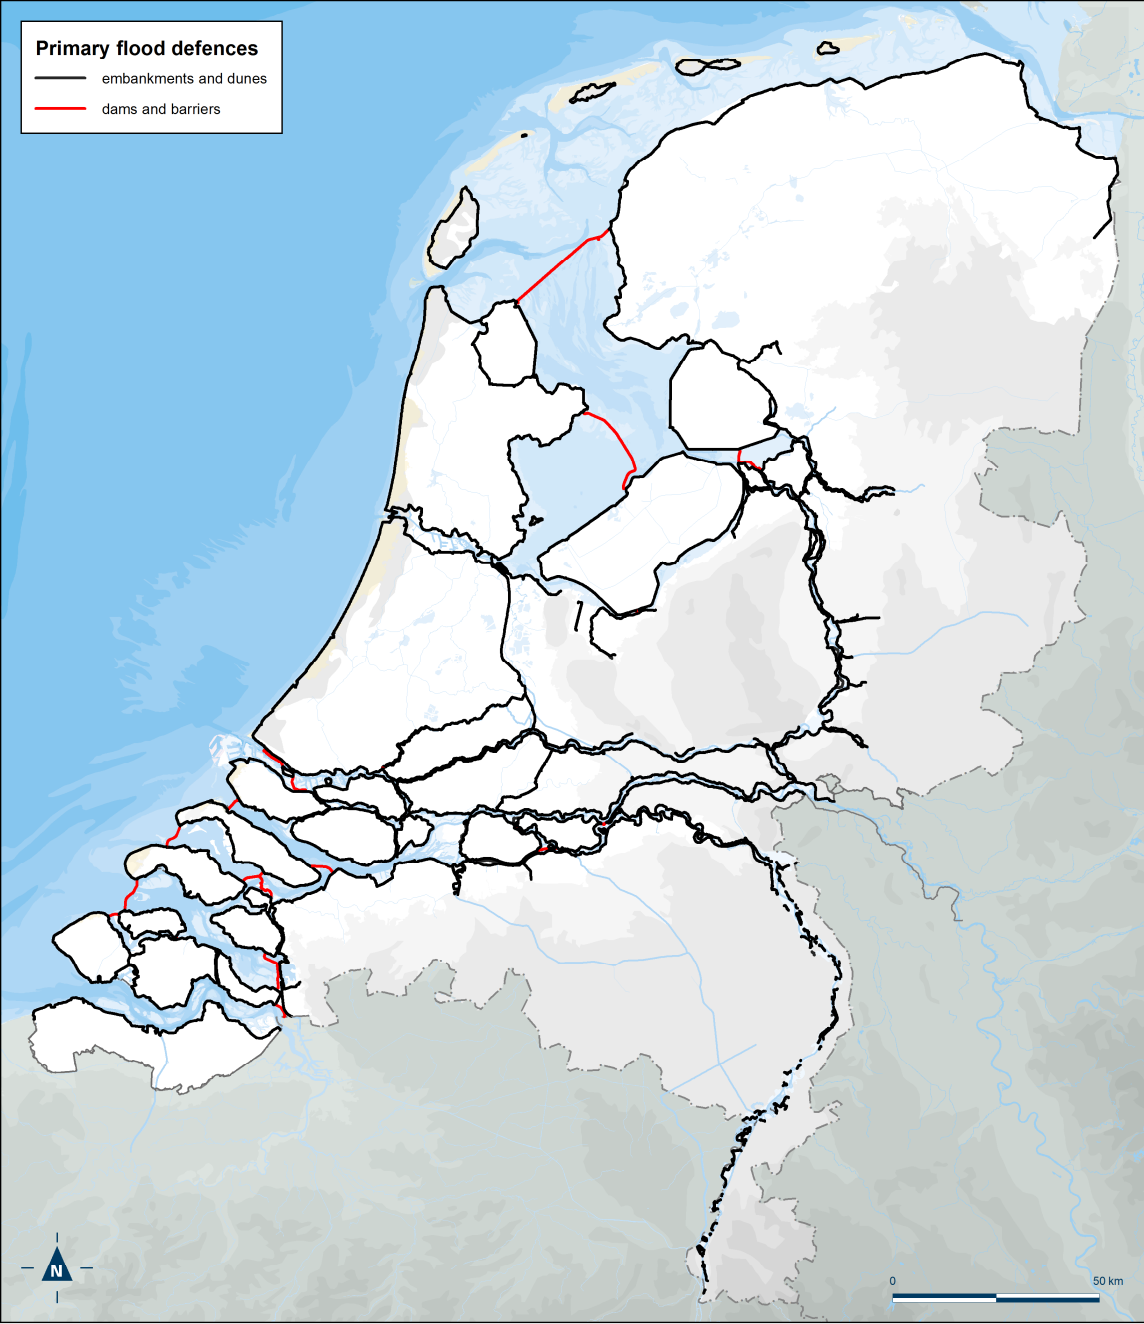 Primary flood defences
embankments and dunes
dams and barriers
N
0 50 km